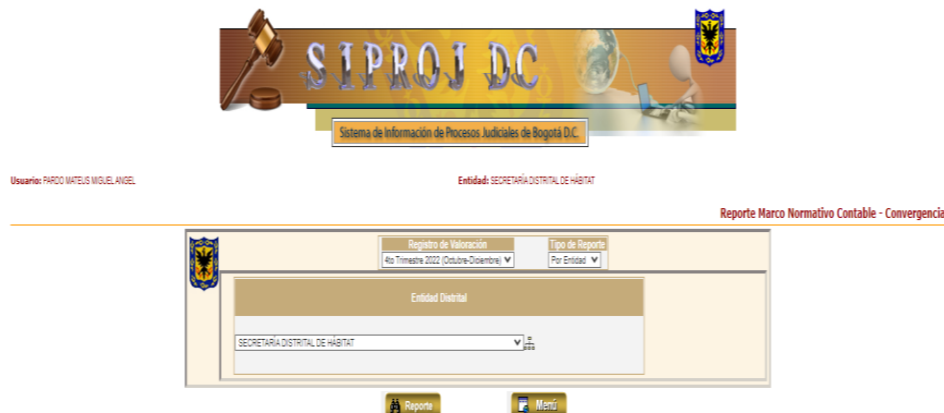 SIPROJ DC
Sistema de Información de Procesos Judiciales de Bogotá D.C.
Usuario: PARDO MATEUS MIGUEL ANGEL Entidad: SECRETARÍA DISTRITAL DE HÁBITAT
Reporte Marco Normativo Contable - Convergencia
Registro de Valoración Tipo de Reporte
4to Trimestre 2022 (Octubre-Diciembre) Por Entidad
Entidad Distrital
SECRETARÍA DISTRITAL DE HÁBITAT
Reporte Menú